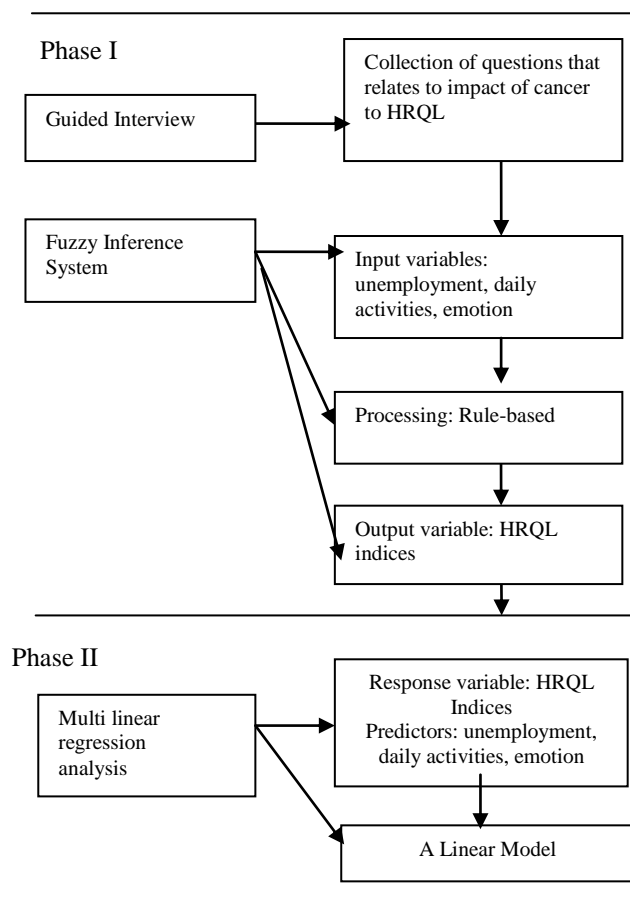 Phase I
Collection of questions that
relates to impact of cancer
to HRQL
Guided Interview
Fuzzy Inference
System
Input variables:
unemployment, daily
activities, emotion
Processing: Rule-based
Output variable: HRQL
indices
Phase II
Response variable: HRQL
Indices
Predictors: unemployment,
daily activities, emotion
Multi linear
regression
analysis
A Linear Model